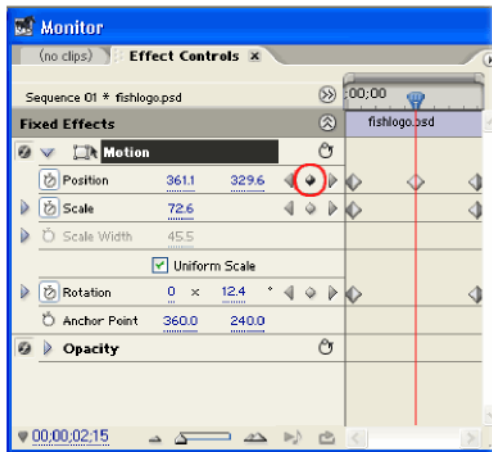 Monitor
(no clips) Effect Controls x
Sequence 01 * fishlogo.psd :00;00
Fixed Effects fishlogo.psd
Motion
Position 361.1 329.6
Scale 72.6
Scale Width 45.5
Uniform Scale
Rotation 0 x 12.4 °
Anchor Point 360.0 240.0
Opacity
00;00;02;15